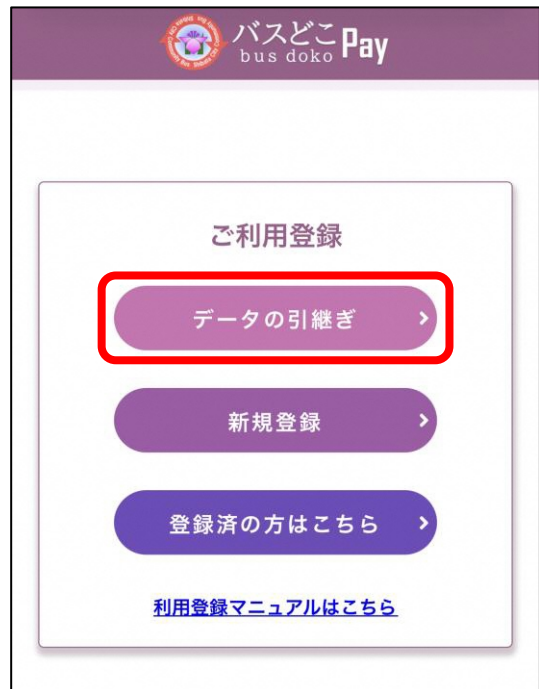 バスどこ Pay
bus doko
ご利用登録
データの引継ぎ
新規登録
登録済の方はこちら
利用登録マニュアルはこちら